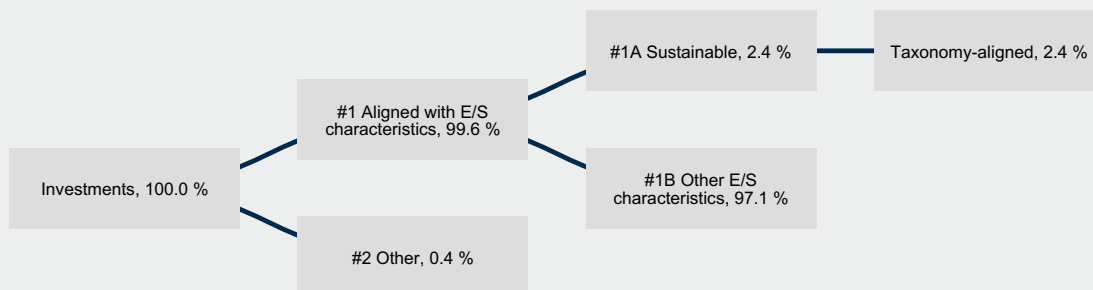 #1A Sustainable, 2.4 %
Taxonomy-aligned, 2.4 %
#1 Aligned with E/S
characteristics, 99.6 %
Investments, 100.0 %
#1B Other E/S
characteristics, 97.1 %
#2 Other, 0.4 %